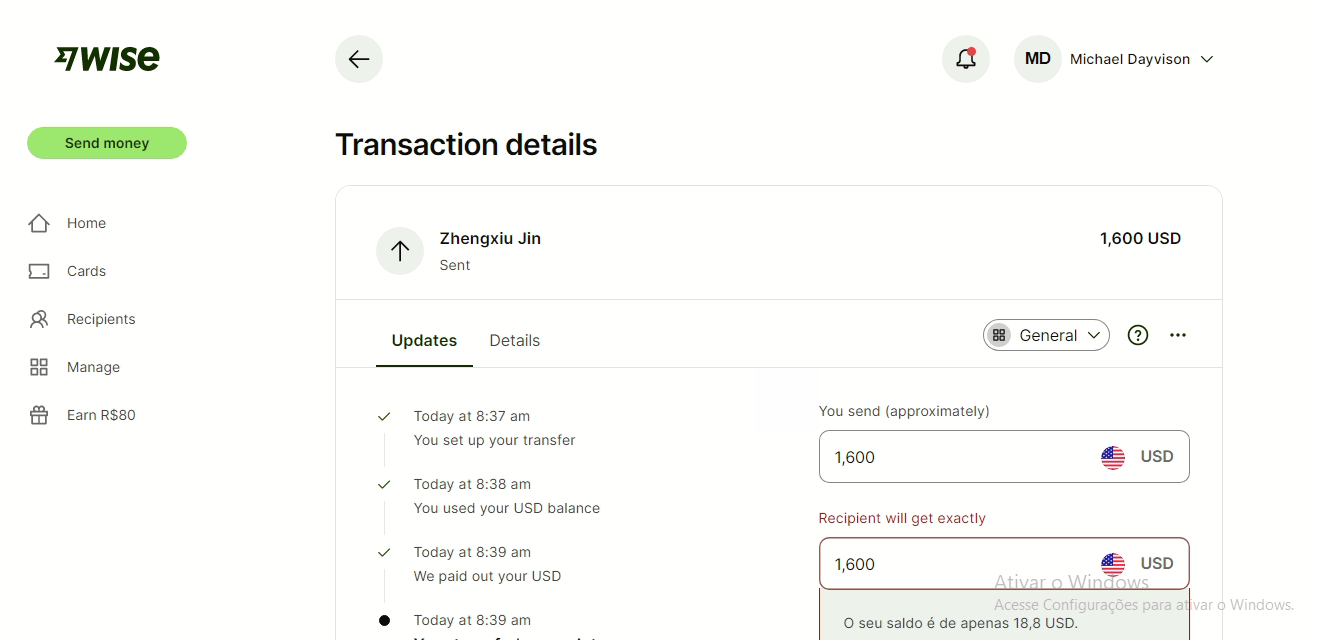 WISE
MD
Michael Dayvison
Send money
Transaction details
Home
Cards
Recipients
Manage
Earn R$80
Zhengxiu Jin
1,600 USD
Sent
Updates
Details
General
?
Today at 8:37 am
You set up your transfer
Today at 8:38 am
You used your USD balance
Today at 8:39 am
We paid out your USD
Today at 8:39 am
You send (approximately)
1,600
USD
Recipient will get exactly
1,600
USD
Ativar o Windows
Acesse Configurações para ativar o Windows.
O seu saldo é de apenas 18,8 USD.